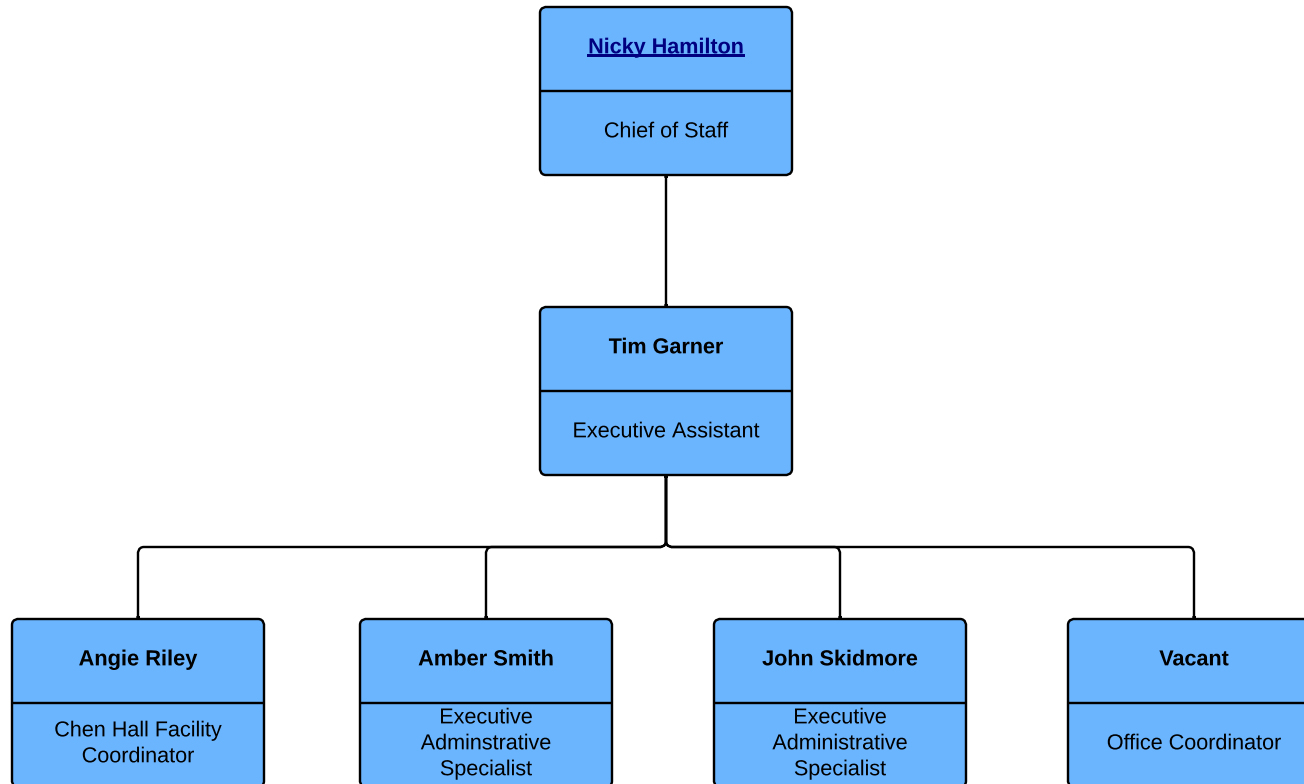 Nicky Hamilton
Chief of Staff
Tim Garner
Executive Assistant
Angie Riley
Chen Hall Facility
Coordinator
Amber Smith
Executive
Adminstrative
Specialist
John Skidmore
Executive
Administrative
Specialist
Vacant
Office Coordinator